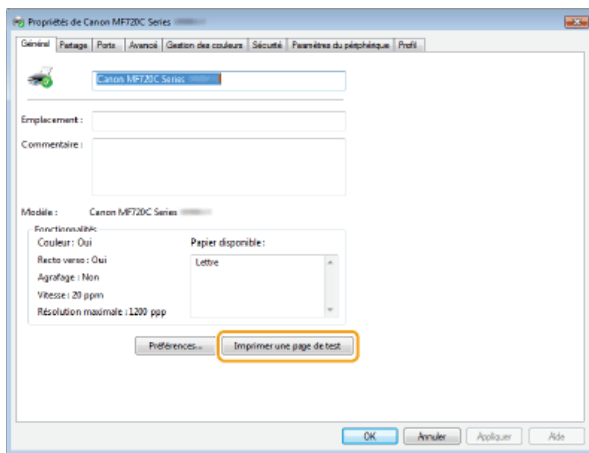 Propriétés de Canon MF720C Series
Général Partage Ports Avancé Gestion des couleurs Sécurité Paramètres du périphérique Profil
Canon MF720C Series
Emplacement :
Commentaire :
Modèle : Canon MF720C Series
Fonctionnalités
Couleur : Oui Papier disponible :
Recto verso : Oui Lettre
Agrafage : Non
Vitesse : 20 ppm
Résolution maximale : 1200 ppp
Préférences... Imprimer une page de test
OK Annuler Appliquer Aide